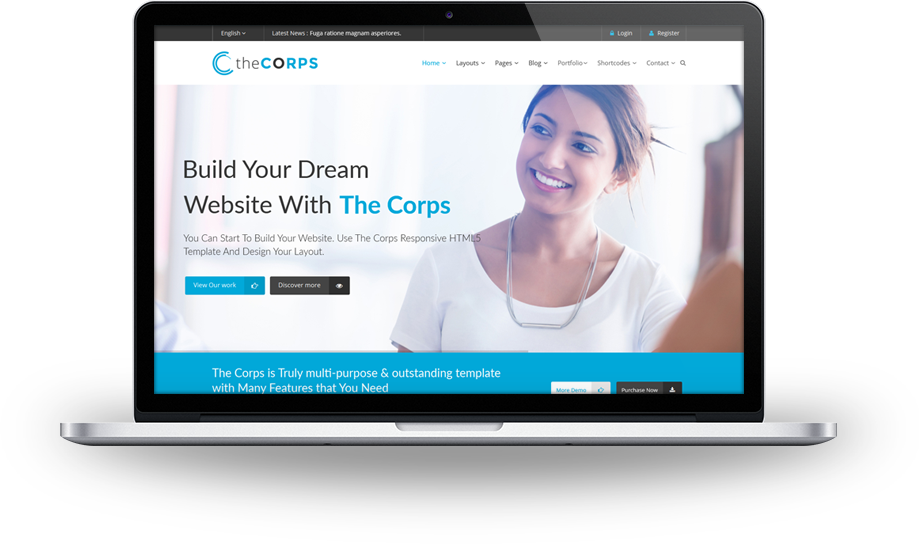 English
Latest News : Fuga ratione magnam asperiores.
Login
Register
theCORPS
Home
Layouts
Pages
Blog
Portfolio
Shortcodes
Contact
Build Your Dream
Website With The Corps
You Can Start To Build Your Website. Use The Corps Responsive HTML5
Template And Design Your Layout.
View Our work
Discover more
The Corps is Truly multi-purpose & outstanding template
with Many Features that You Need
More Demo
Purchase Now